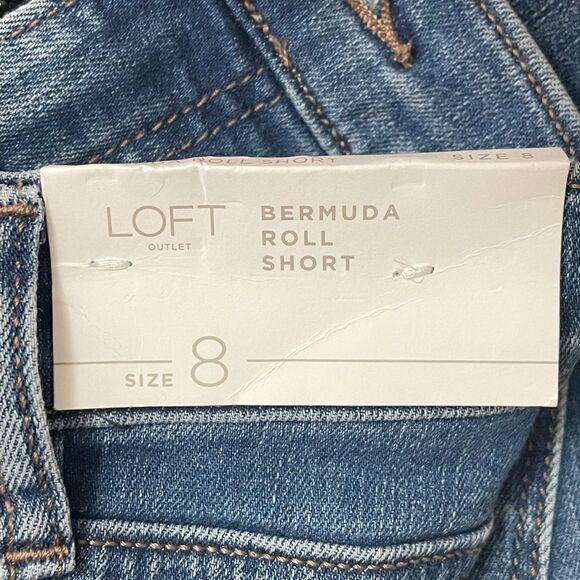 ROLL SHORT SIZE 8
LOFT
OUTLET
BERMUDA
ROLL
SHORT
SIZE 8